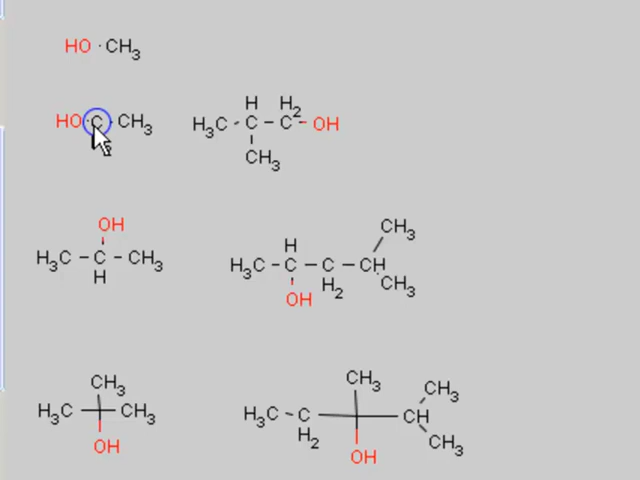 HO · CH3
HO C CH3
H H2
H3C - C - C - OH
CH3
OH
H3C - C - CH3
H
CH3
H
H3C - C - C - CH
OH H2 CH3
CH3
H3C CH3
OH
CH3 CH3
H3C - C CH
H2 CH3
OH